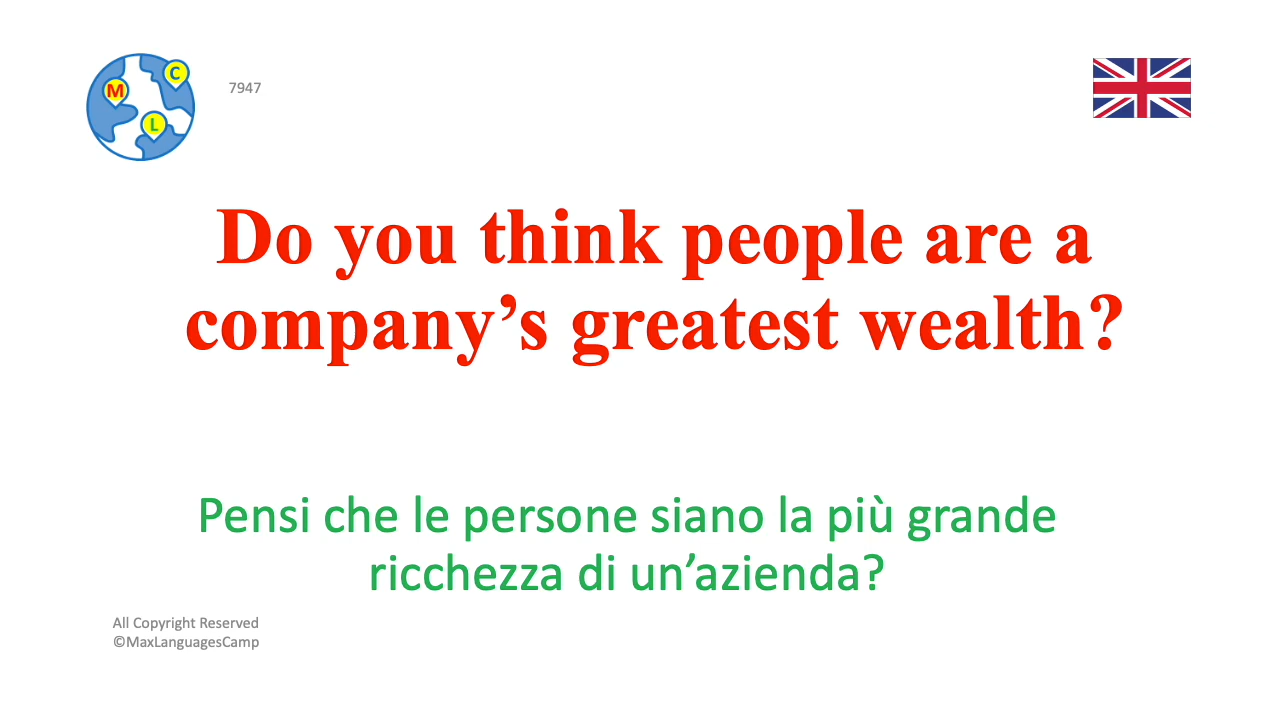 C
M
L
7947
Do you think people are a
company’s greatest wealth?
Pensi che le persone siano la più grande
ricchezza di un’azienda?
All Copyright Reserved
©MaxLanguagesCamp